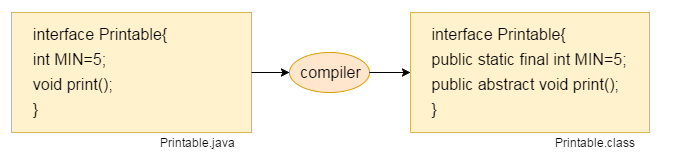 interface Printable{
int MIN=5;
void print();
}
Printable.java
compiler
interface Printable{
public static final int MIN=5;
public abstract void print();
}
Printable.class